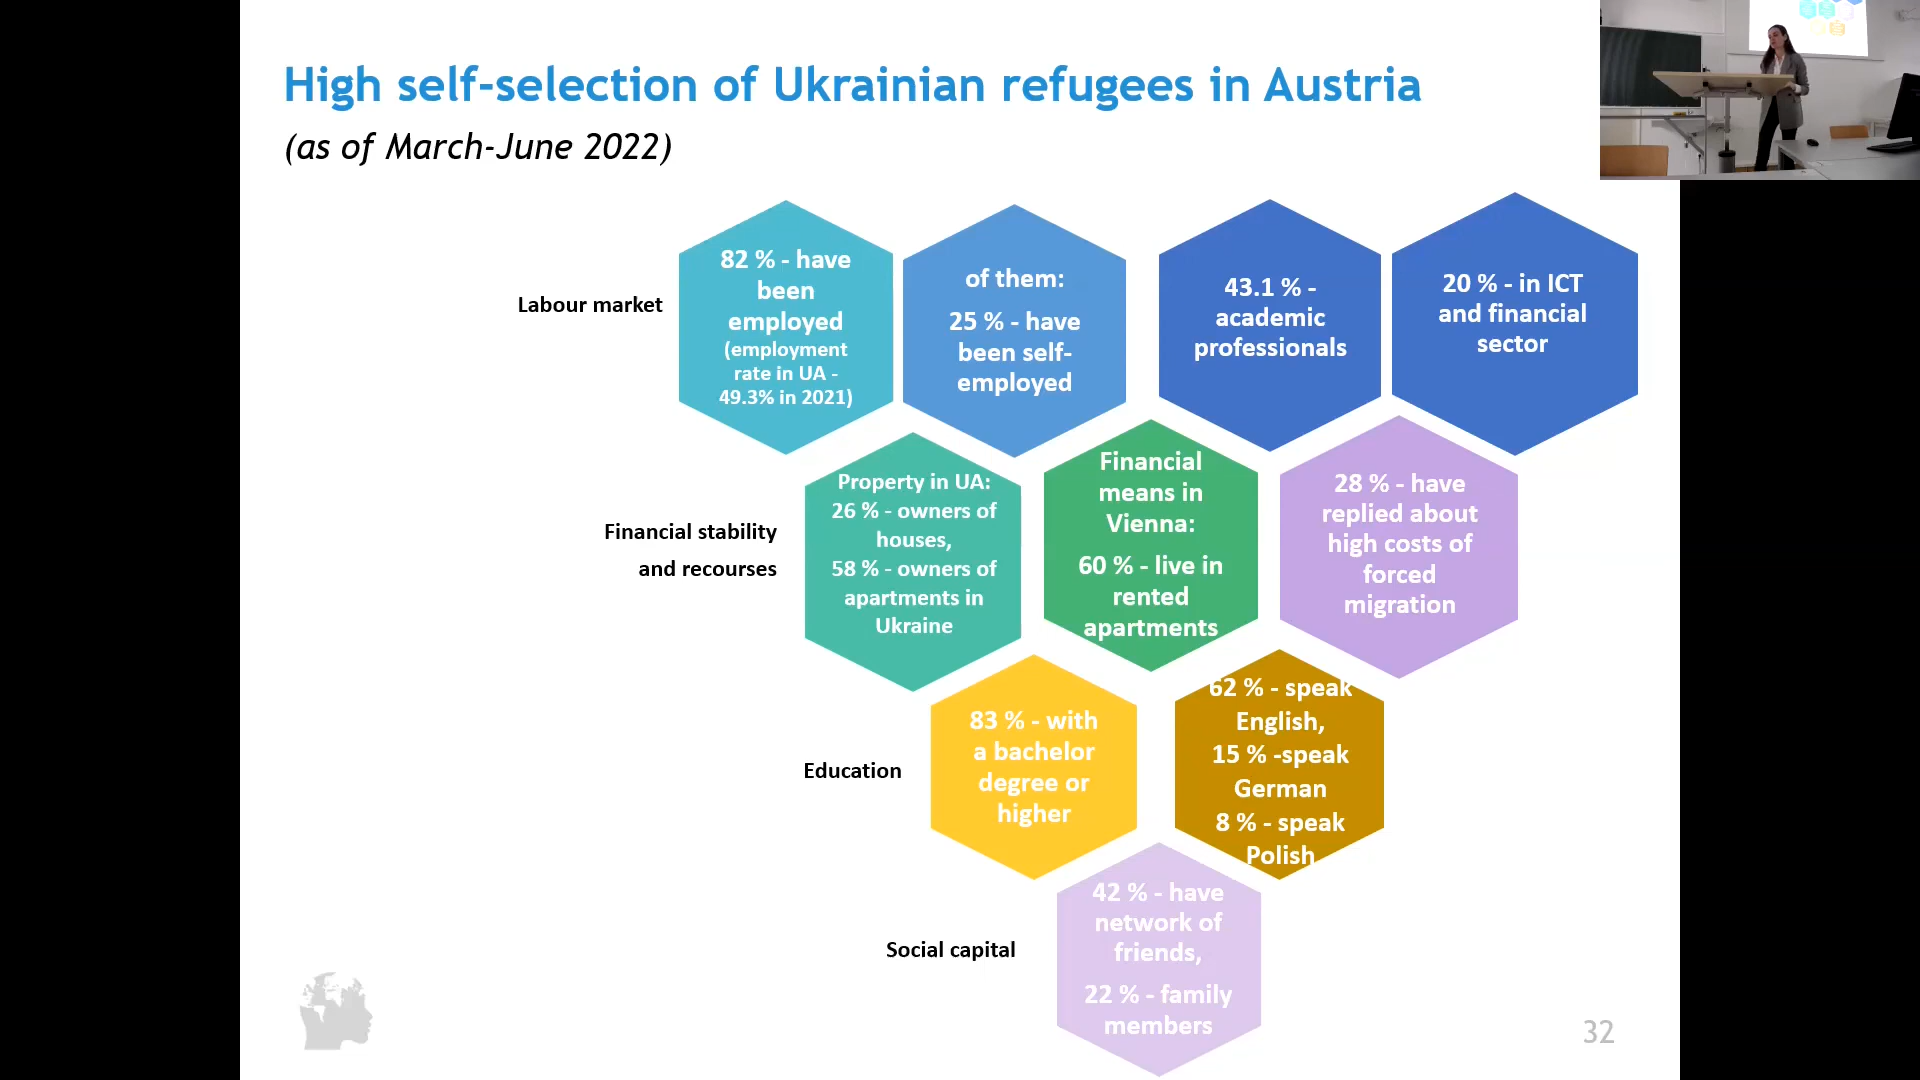 High self-selection of Ukrainian refugees in Austria
(as of March-June 2022)
Labour market
82 % - have
been
employed
(employment
rate in UA -
49.3% in 2021)
of them:
25 % - have
been self-
employed
43.1 % -
academic
professionals
20 % - in ICT
and financial
sector
Financial stability
and recourses
Property in UA:
26 % - owners of
houses,
58 % - owners of
apartments in
Ukraine
Financial
means in
Vienna:
60 % - live in
rented
apartments
28 % - have
replied about
high costs of
forced
migration
Education
83 % - with
a bachelor
degree or
higher
62 % - speak
English,
15 % -speak
German
8 % - speak
Polish
Social capital
42 % - have
network of
friends,
22 % - family
members
32